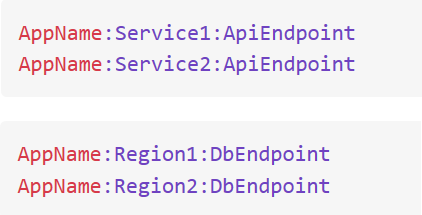 AppName:Service1:ApiEndpoint
AppName:Service2:ApiEndpoint
AppName:Region1:DbEndpoint
AppName:Region2:DbEndpoint